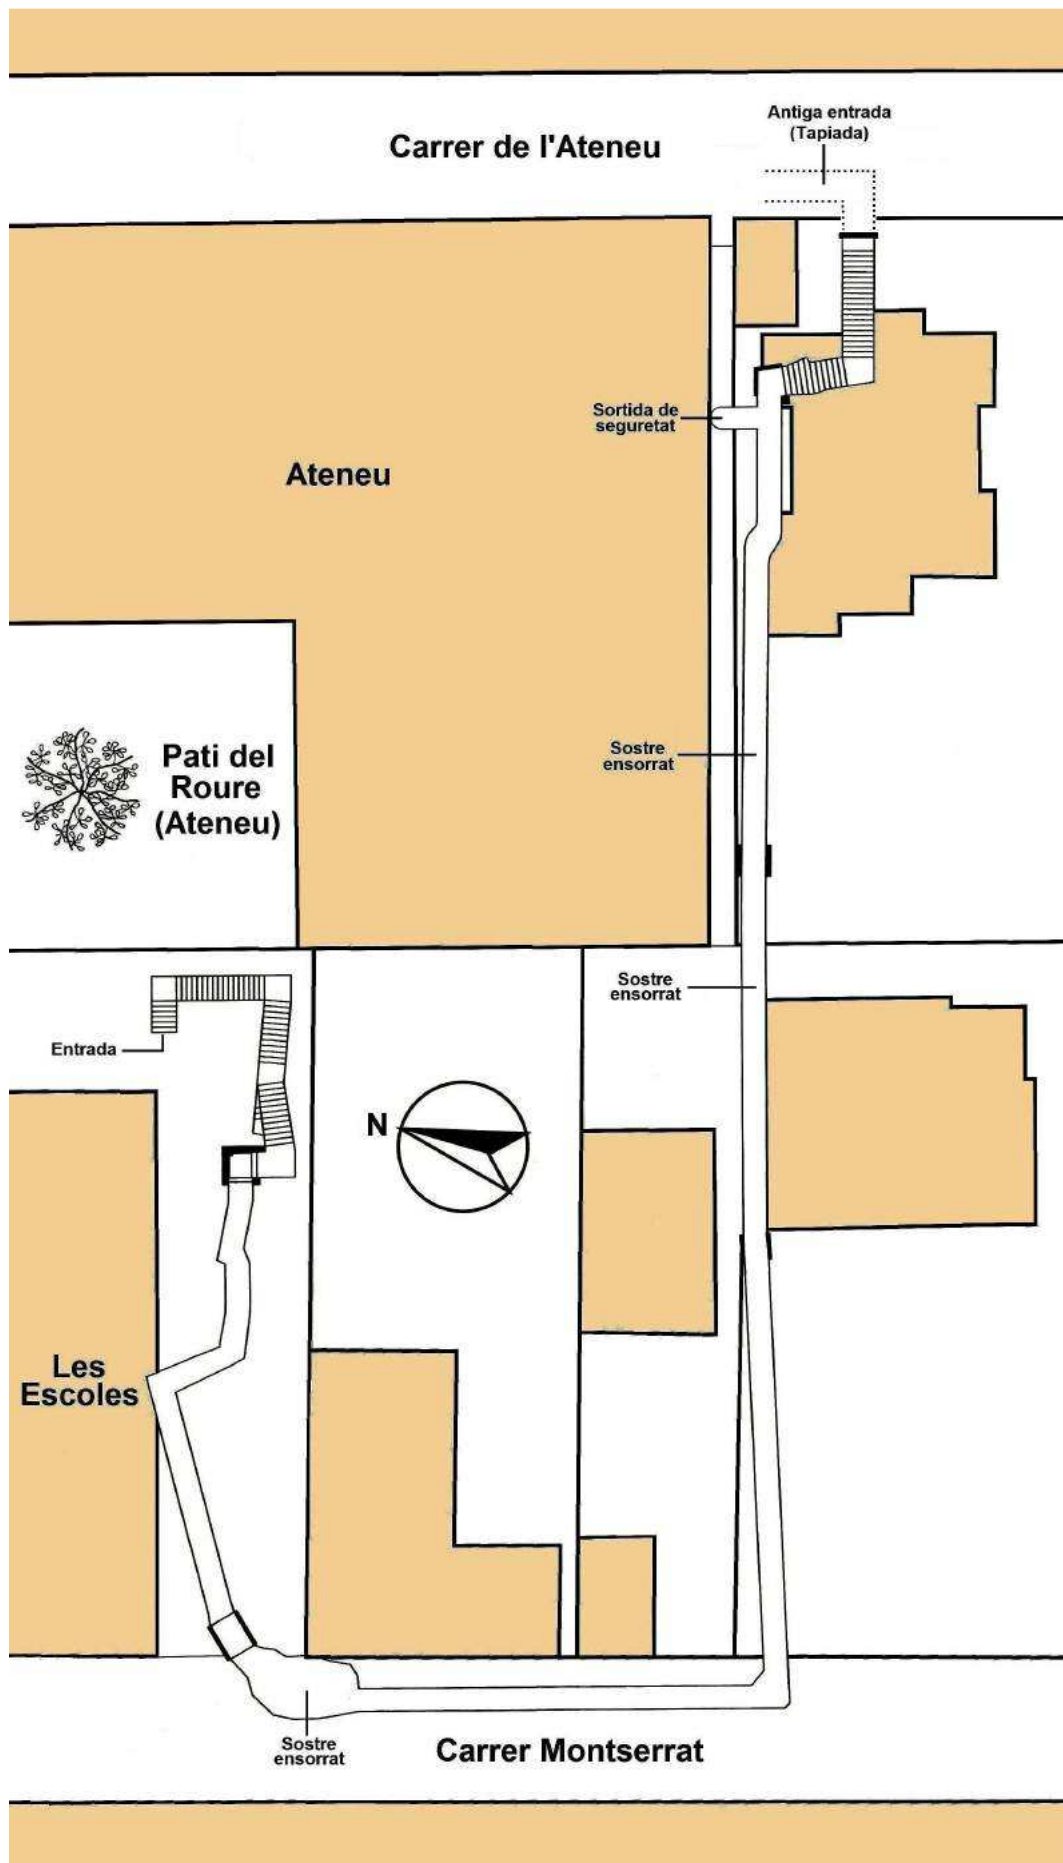 Antiga entrada
(Tapiada)
Carrer de l'Ateneu
Sortida de
seguretat
Ateneu
Pati del
Roure
(Ateneu)
Sostre
ensorrat
Sostre
ensorrat
Entrada
N
Les
Escoles
Sostre
ensorrat
Carrer Montserrat